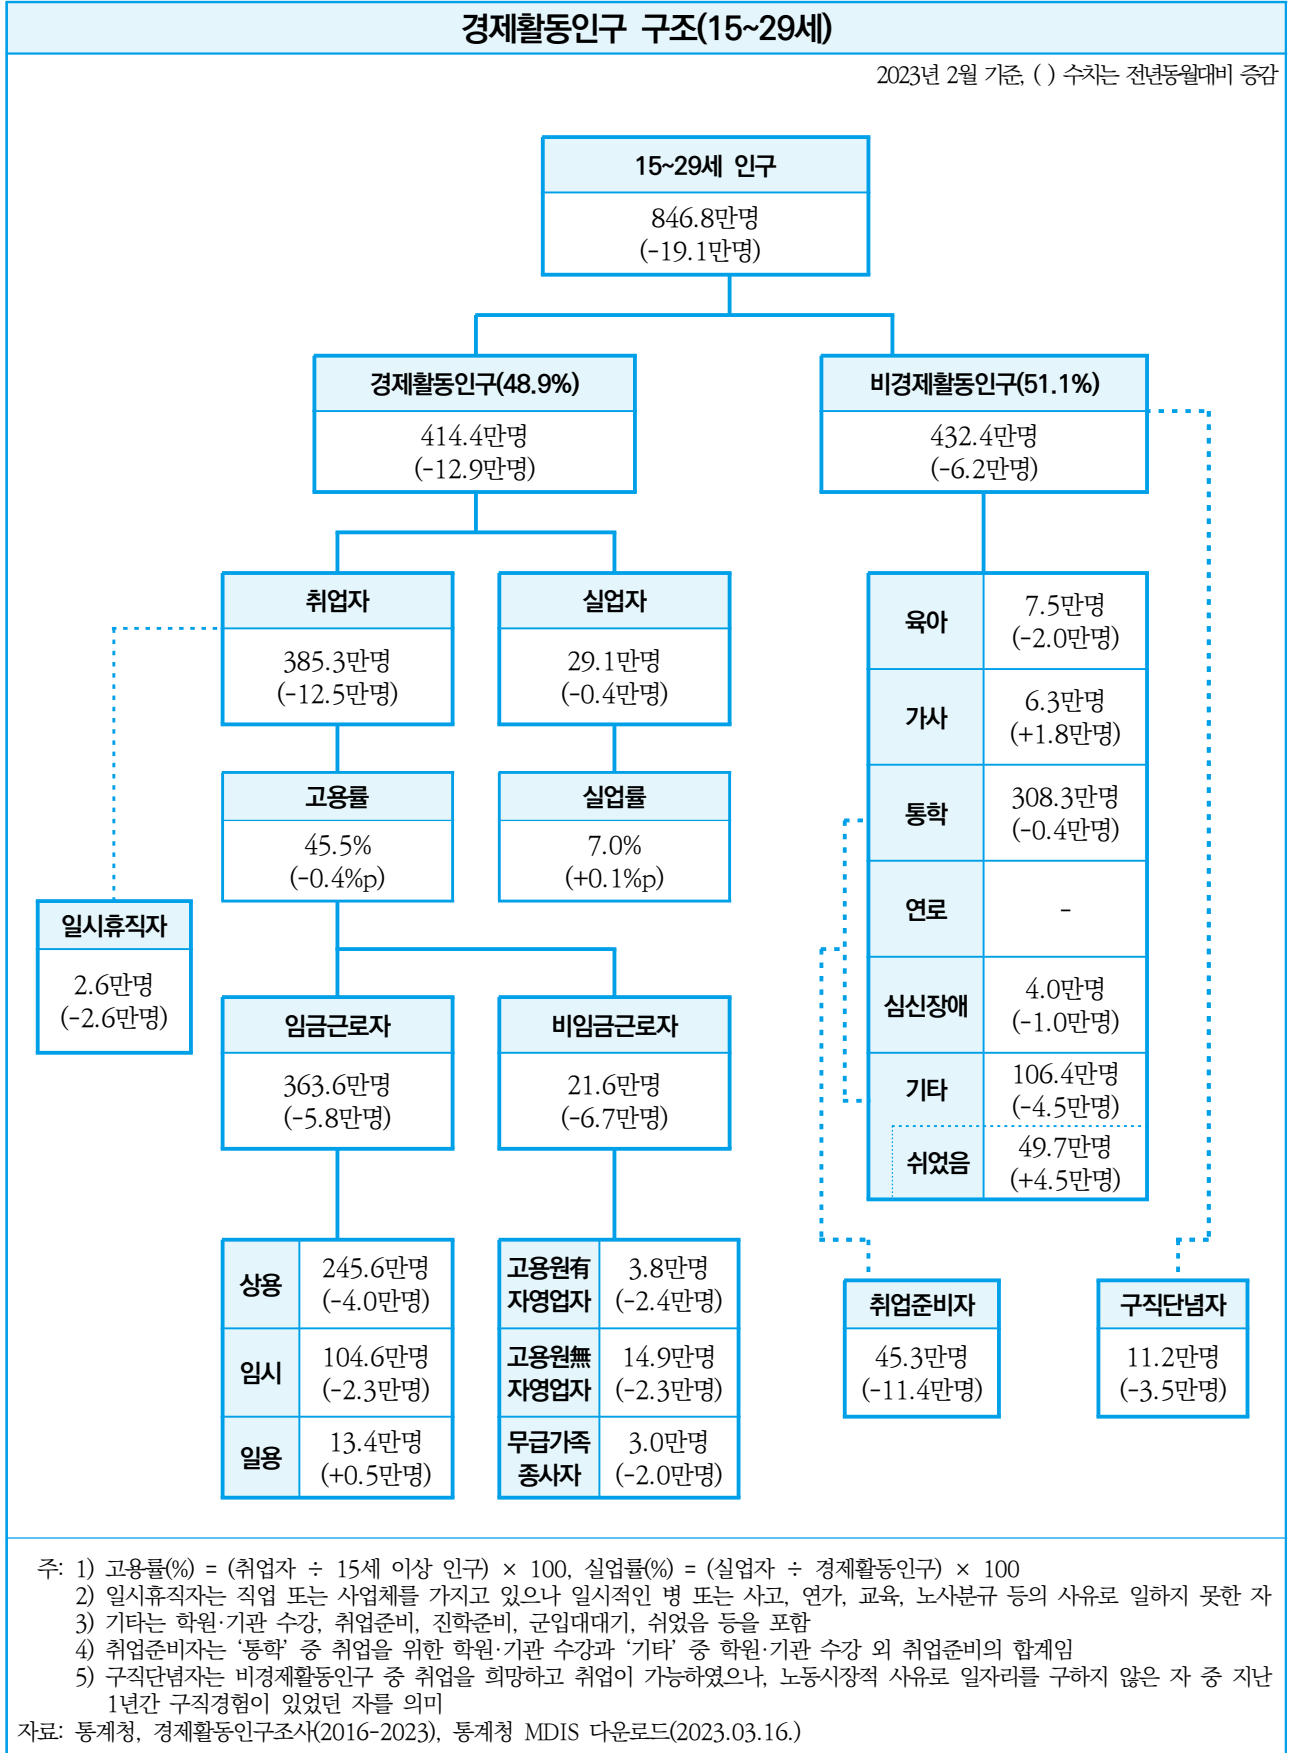 경제활동인구 구조(15~29세)
2023년 2월 기준, ( ) 수치는 전년동월대비 증감
15~29세 인구
846.8만명
(-19.1만명)
경제활동인구(48.9%)
414.4만명
(-12.9만명)
비경제활동인구(51.1%)
432.4만명
(-6.2만명)
취업자
385.3만명
(-12.5만명)
실업자
29.1만명
(-0.4만명)
고용률
45.5%
(-0.4%p)
실업률
7.0%
(+0.1%p)
일시휴직자
2.6만명
(-2.6만명)
임금근로자
363.6만명
(-5.8만명)
비임금근로자
21.6만명
(-6.7만명)
상용
245.6만명
(-4.0만명)
임시
104.6만명
(-2.3만명)
일용
13.4만명
(+0.5만명)
고용원有
자영업자
3.8만명
(-2.4만명)
고용원無
자영업자
14.9만명
(-2.3만명)
무급가족
종사자
3.0만명
(-2.0만명)
육아
7.5만명
(-2.0만명)
가사
6.3만명
(+1.8만명)
통학
308.3만명
(-0.4만명)
연로
-
심신장애
4.0만명
(-1.0만명)
기타
106.4만명
(-4.5만명)
쉬었음
49.7만명
(+4.5만명)
취업준비자
45.3만명
(-11.4만명)
구직단념자
11.2만명
(-3.5만명)
주: 1) 고용률(%) = (취업자 ÷ 15세 이상 인구) × 100, 실업률(%) = (실업자 ÷ 경제활동인구) × 100
2) 일시휴직자는 직업 또는 사업체를 가지고 있으나 일시적인 병 또는 사고, 연가, 교육, 노사분규 등의 사유로 일하지 못한 자
3) 기타는 학원·기관 수강, 취업준비, 진학준비, 군입대대기, 쉬었음 등을 포함
4) 취업준비자는 ‘통학’ 중 취업을 위한 학원·기관 수강과 ‘기타’ 중 학원·기관 수강 외 취업준비의 합계임
5) 구직단념자는 비경제활동인구 중 취업을 희망하고 취업이 가능하였으나, 노동시장적 사유로 일자리를 구하지 않은 자 중 지난
1년간 구직경험이 있었던 자를 의미
자료: 통계청, 경제활동인구조사(2016-2023), 통계청 MDIS 다운로드(2023.03.16.)